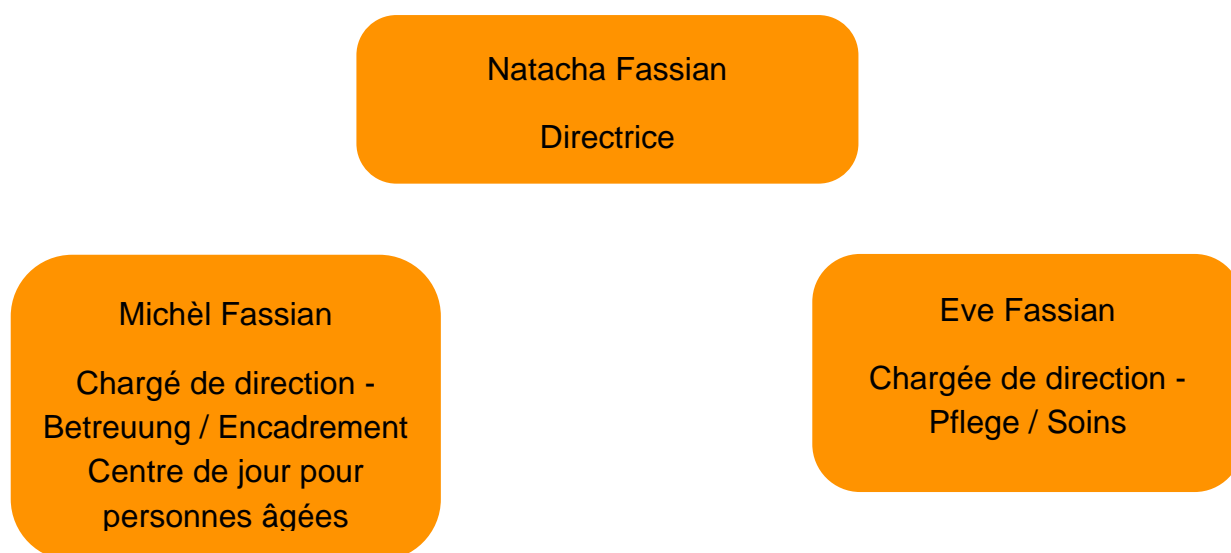 Natacha Fassian
Directrice
Michèl Fassian
Chargé de direction -
Betreuung / Encadrement
Centre de jour pour
personnes âgées
Eve Fassian
Chargée de direction -
Pflege / Soins